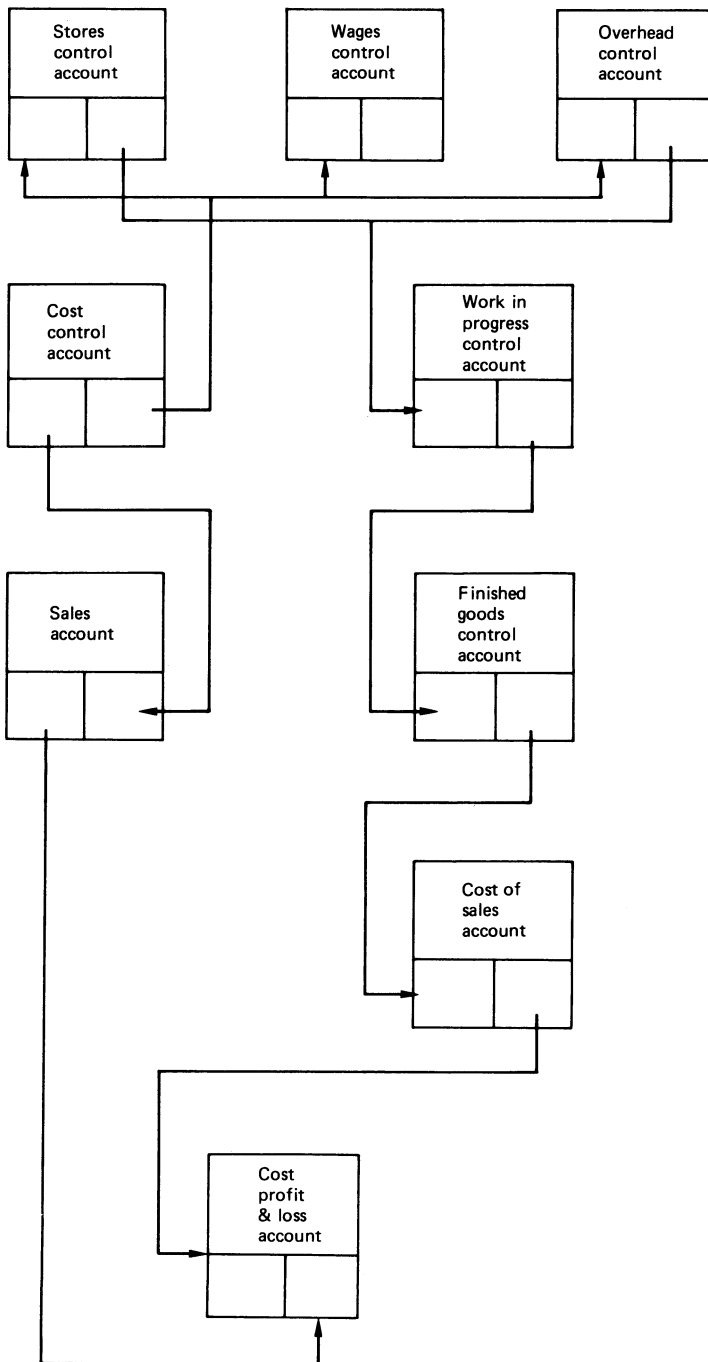 Stores
control
account
Wages
control
account
Overhead
control
account
Cost
control
account
Work in
progress
control
account
Sales
account
Finished
goods
control
account
Cost of
sales
account
Cost
profit
& loss
account